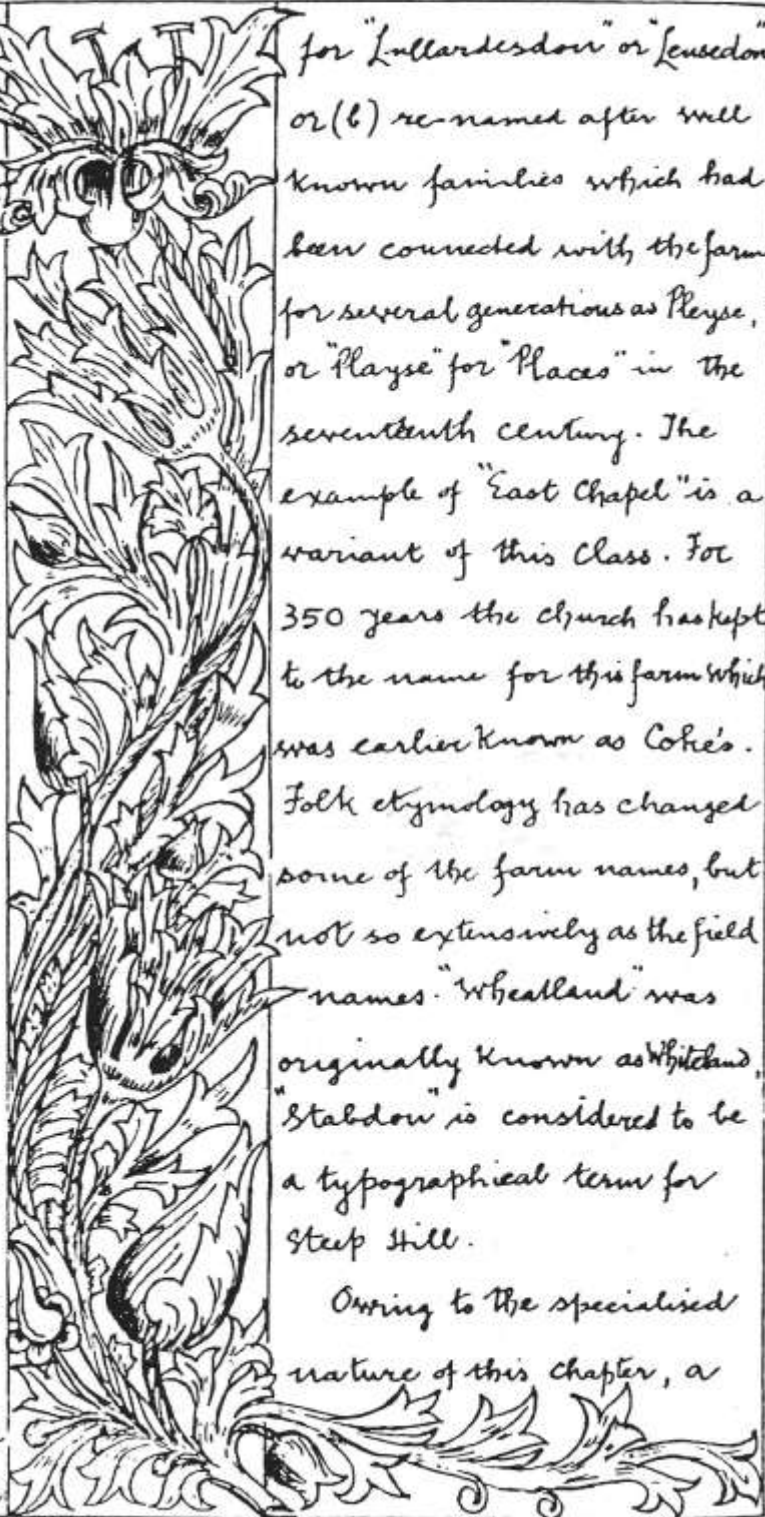 for "Lullardesdon" or "Leusedon"
or (b) re-named after well
known families which had
been connected with the farm
for several generations as Pleyse,
or "Playse" for "Places" in the
seventeenth century. The
example of "East Chapel" is a
variant of this class. For
350 years the church has kept
to the name for this farm which
was earlier known as Coke's.
Folk etymology has changed
some of the farm names, but
not so extensively as the field
names. "Wheatland" was
originally known as Whiteland,
"Stabdon" is considered to be
a typographical term for
Steep Hill.
Owing to the specialised
nature of this chapter, a